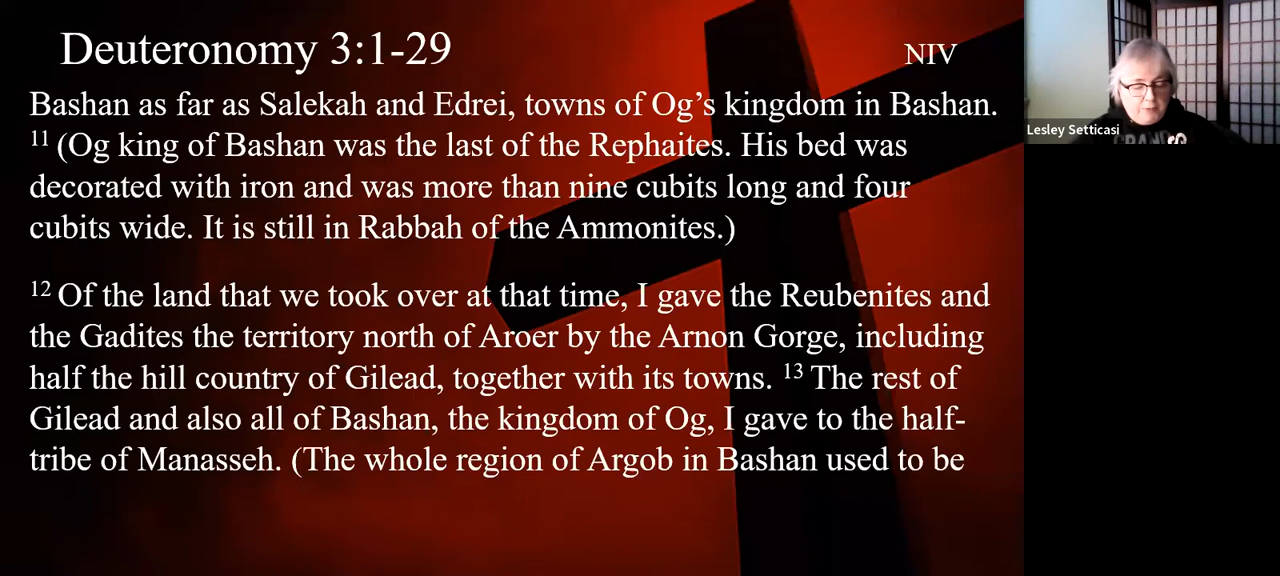 Deuteronomy 3:1-29
NIV
Bashan as far as Salekah and Edrei, towns of Og’s kingdom in Bashan.
11 (Og king of Bashan was the last of the Rephaites. His bed was
decorated with iron and was more than nine cubits long and four
cubits wide. It is still in Rabbah of the Ammonites.)
12 Of the land that we took over at that time, I gave the Reubenites and
the Gadites the territory north of Aroer by the Arnon Gorge, including
half the hill country of Gilead, together with its towns. 13 The rest of
Gilead and also all of Bashan, the kingdom of Og, I gave to the half-
tribe of Manasseh. (The whole region of Argob in Bashan used to be
Lesley Setticasi